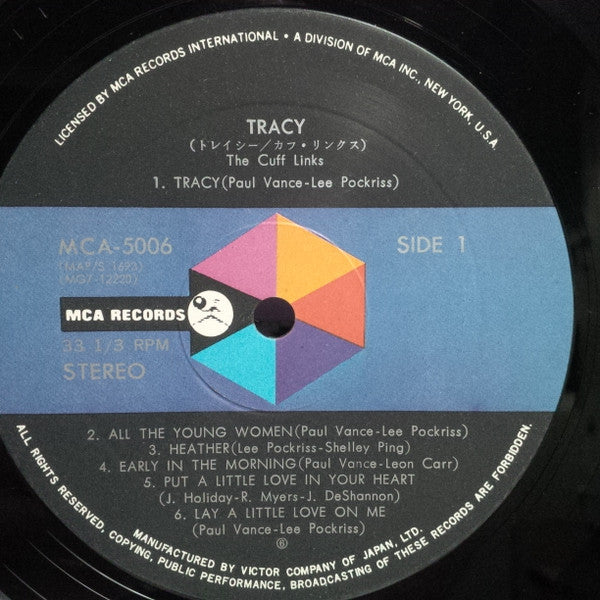 LICENSED BY MCA RECORDS INTERNATIONAL • A DIVISION OF MCA INC., NEW YORK, U.S.A.
TRACY
(トレイシー/カフ・リンクス)
The Cuff Links
1. TRACY(Paul Vance-Lee Pockriss)
MCA-5006
SIDE 1
(MAP/S 1693)
(MG7-12220)
MCA RECORDS
33 1/3 RPM
STEREO
2. ALL THE YOUNG WOMEN(Paul Vance-Lee Pockriss)
3. HEATHER(Lee Pockriss-Shelley Ping)
4. EARLY IN THE MORNING(Paul Vance-Leon Carr)
5. PUT A LITTLE LOVE IN YOUR HEART
(J. Holiday-R. Myers-J. DeShannon)
6. LAY A LITTLE LOVE ON ME
(Paul Vance-Lee Pockriss)
⑥
MANUFACTURED BY VICTOR COMPANY OF JAPAN, LTD.
ALL RIGHTS RESERVED, COPYING, PUBLIC PERFORMANCE, BROADCASTING OF THESE RECORDS ARE FORBIDDEN.